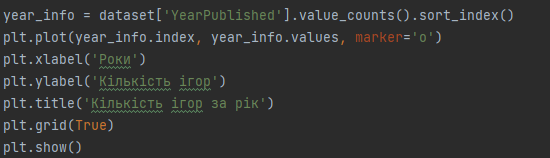 year_info = dataset['YearPublished'].value_counts().sort_index()
plt.plot(year_info.index, year_info.values, marker='o')
plt.xlabel('Роки')
plt.ylabel('Кількість ігор')
plt.title('Кількість ігор за рік')
plt.grid(True)
plt.show()